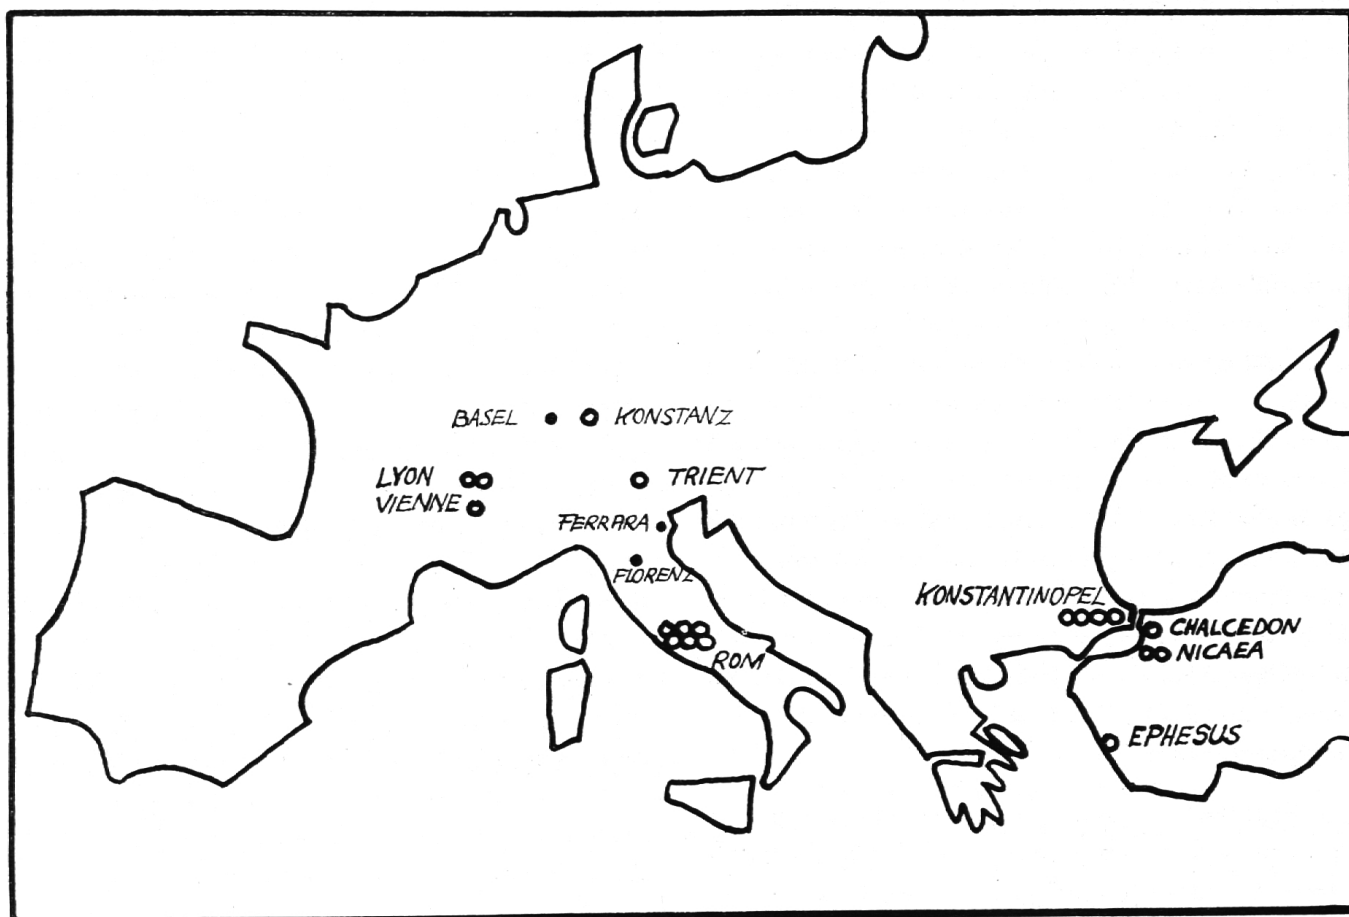 BASEL
KONSTANZ
LYON
TRIENT
VIENNE
FERRARA
FLORENZ
KONSTANTINOPEL
CHALCEDON
ROM
NICAEA
EPHESUS